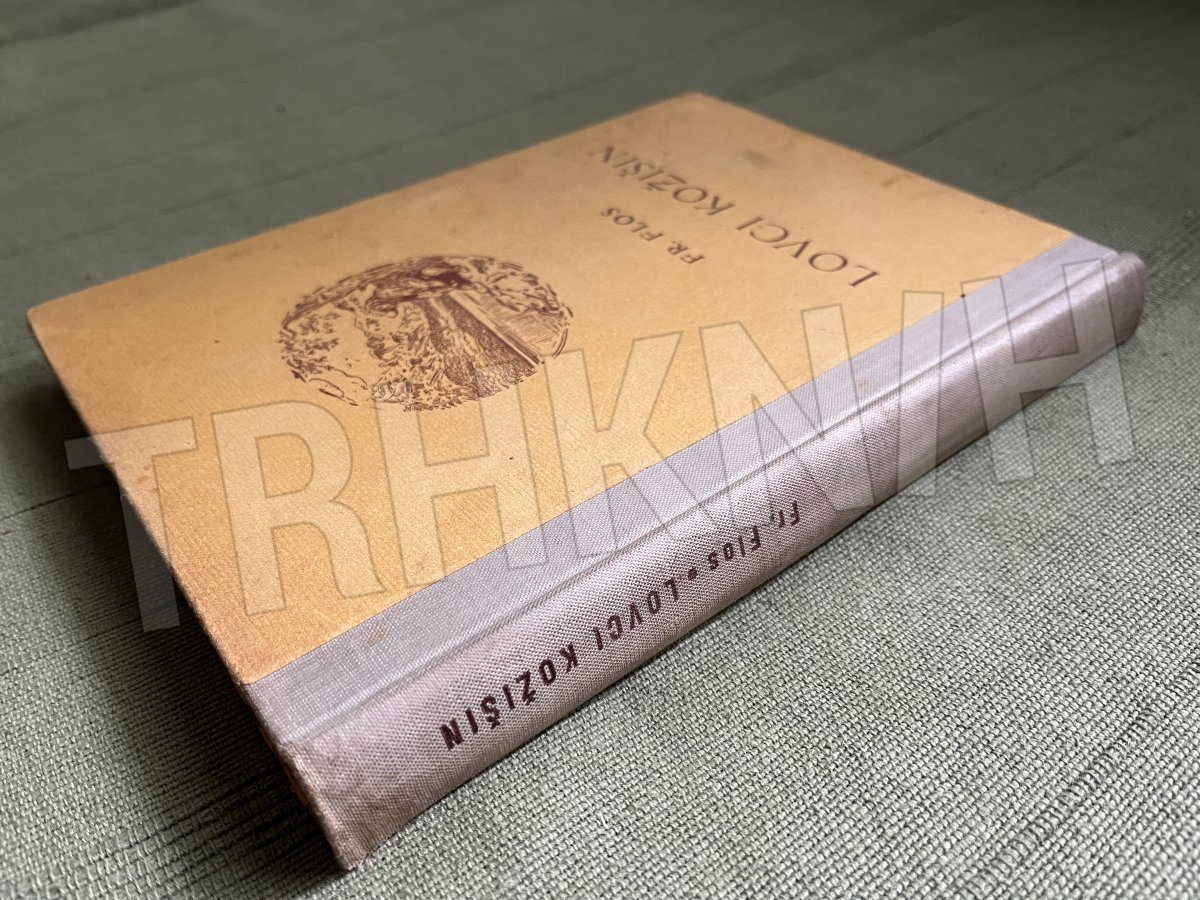 LOVCI KOŽIŠIN
FR. FLOS
Fr. Flos • LOVCI KOŽIŠIN
TRHKNIH